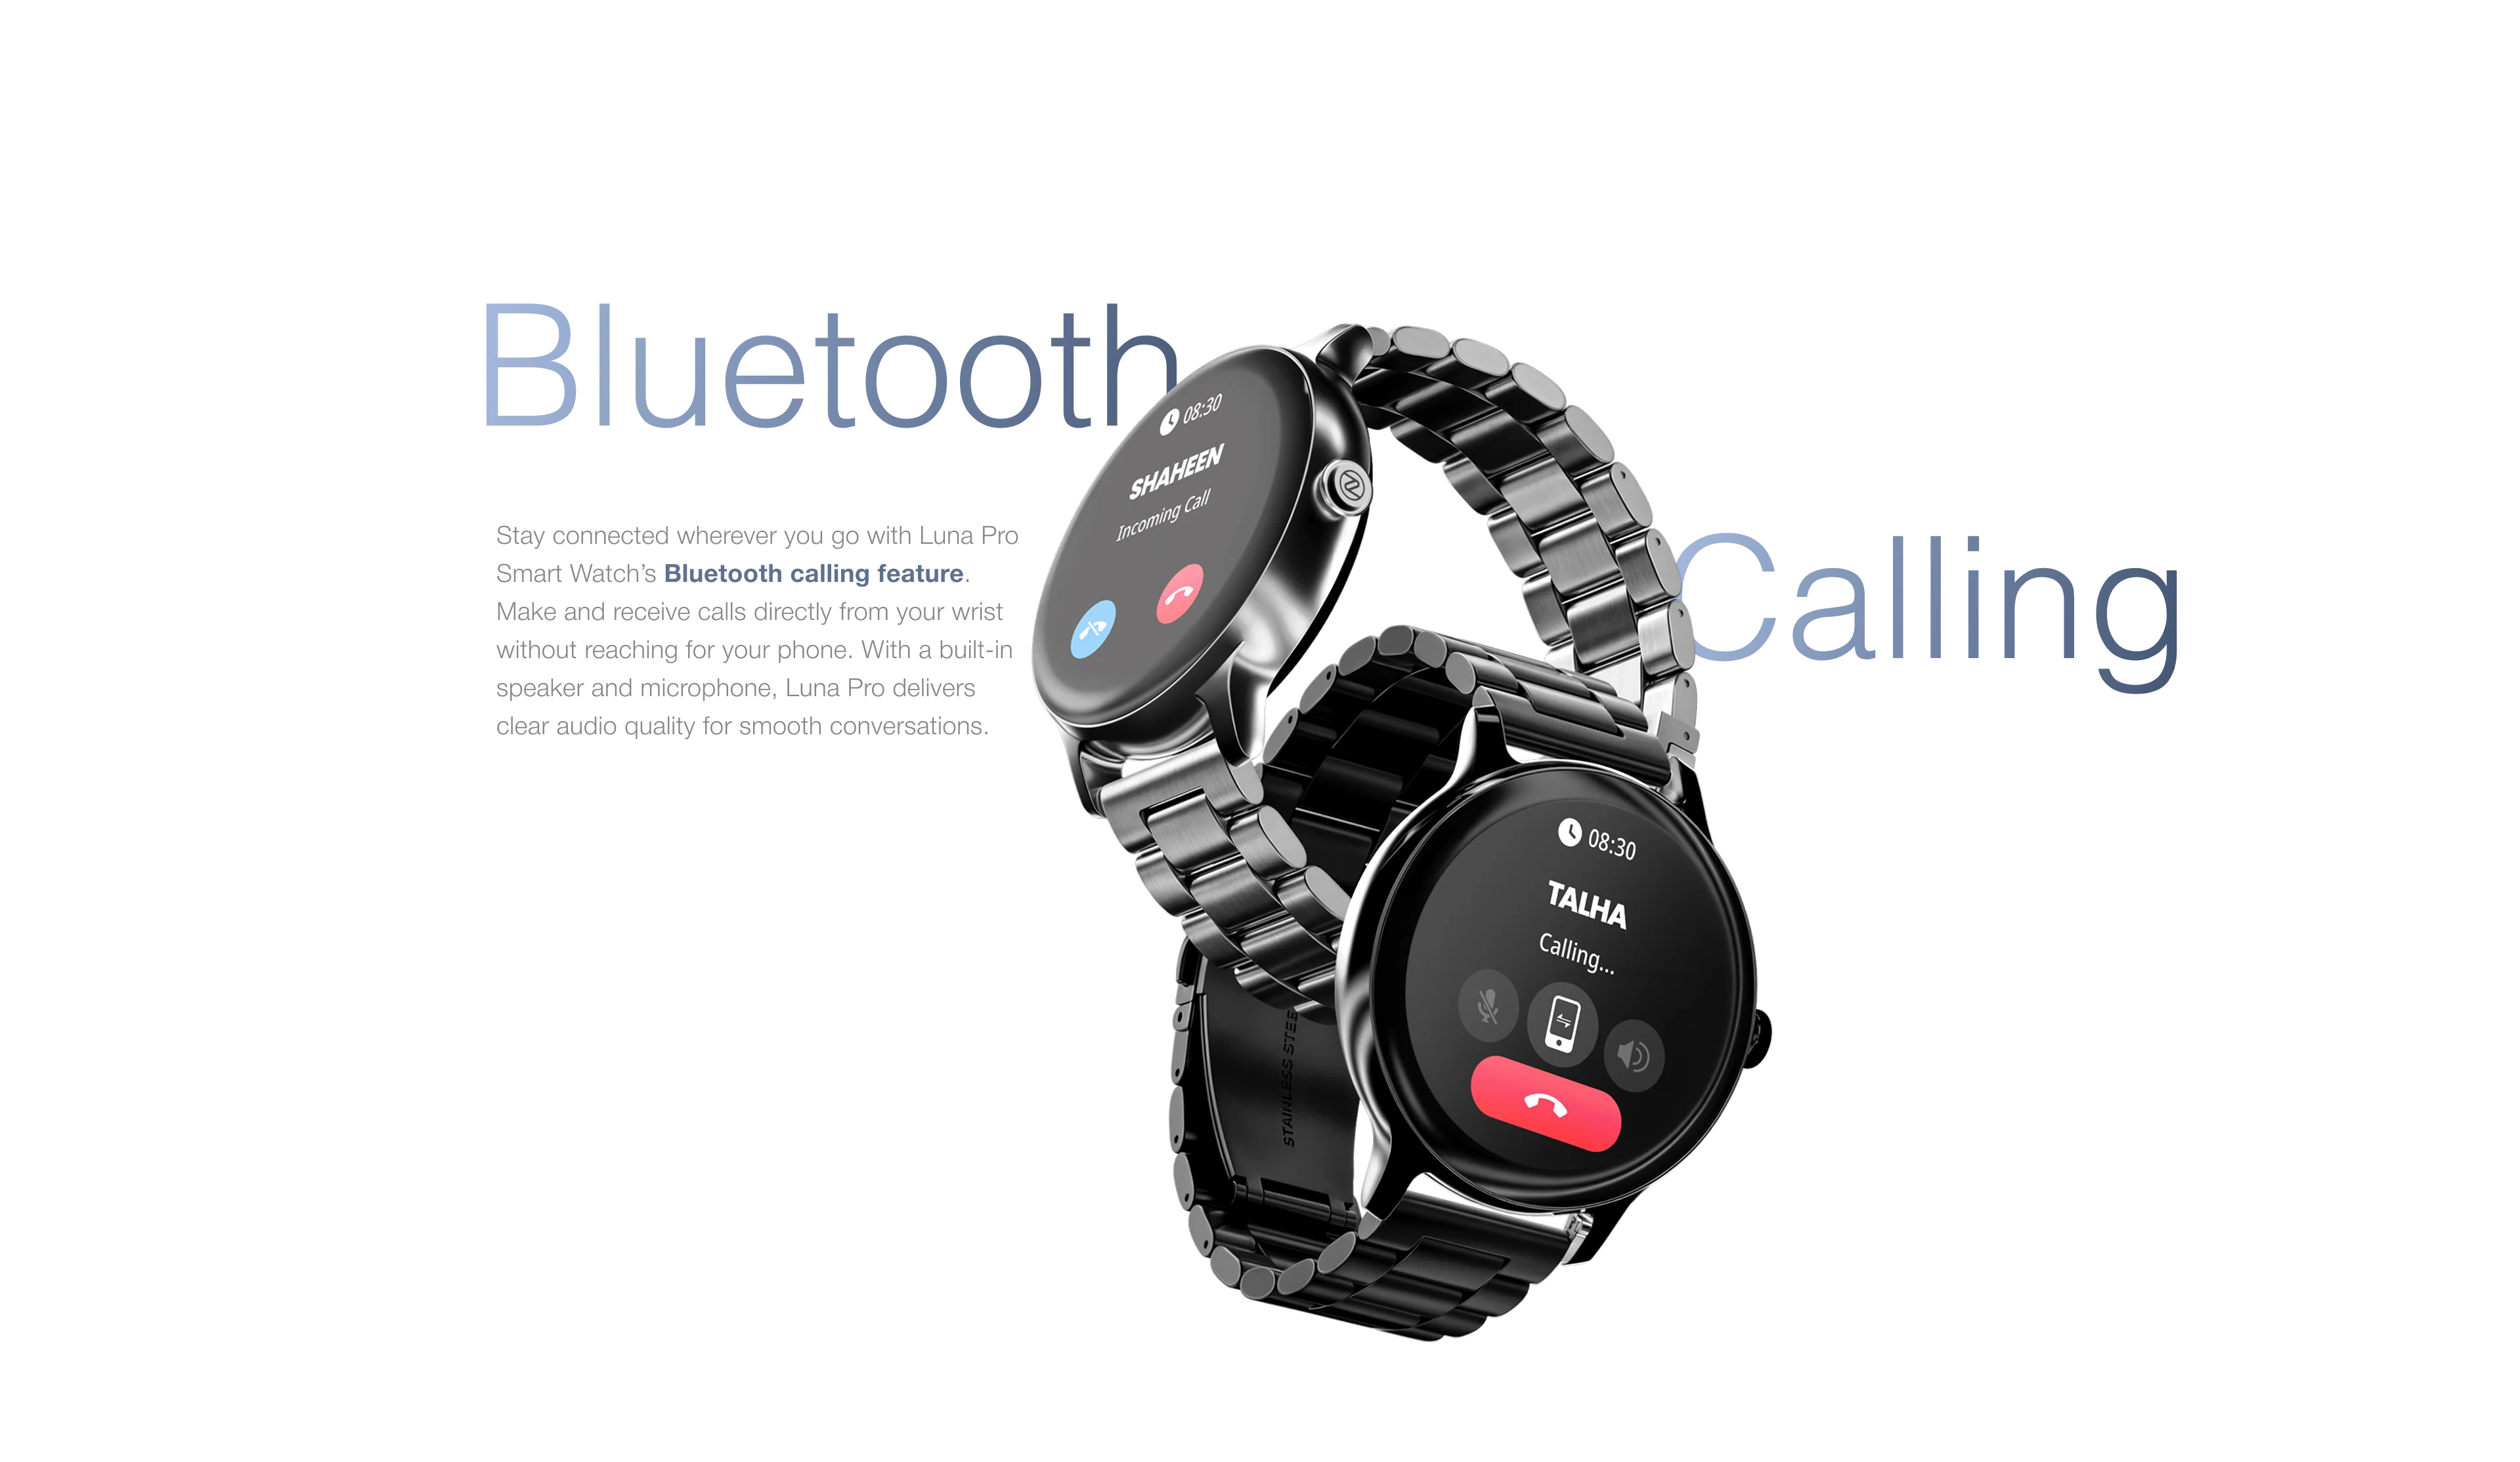 Bluetooth
Calling
Stay connected wherever you go with Luna Pro
Smart Watch’s Bluetooth calling feature.
Make and receive calls directly from your wrist
without reaching for your phone. With a built-in
speaker and microphone, Luna Pro delivers
clear audio quality for smooth conversations.
08:30
SHAHEEN
Incoming Call
08:30
TALHA
Calling...
STAINLESS STEE